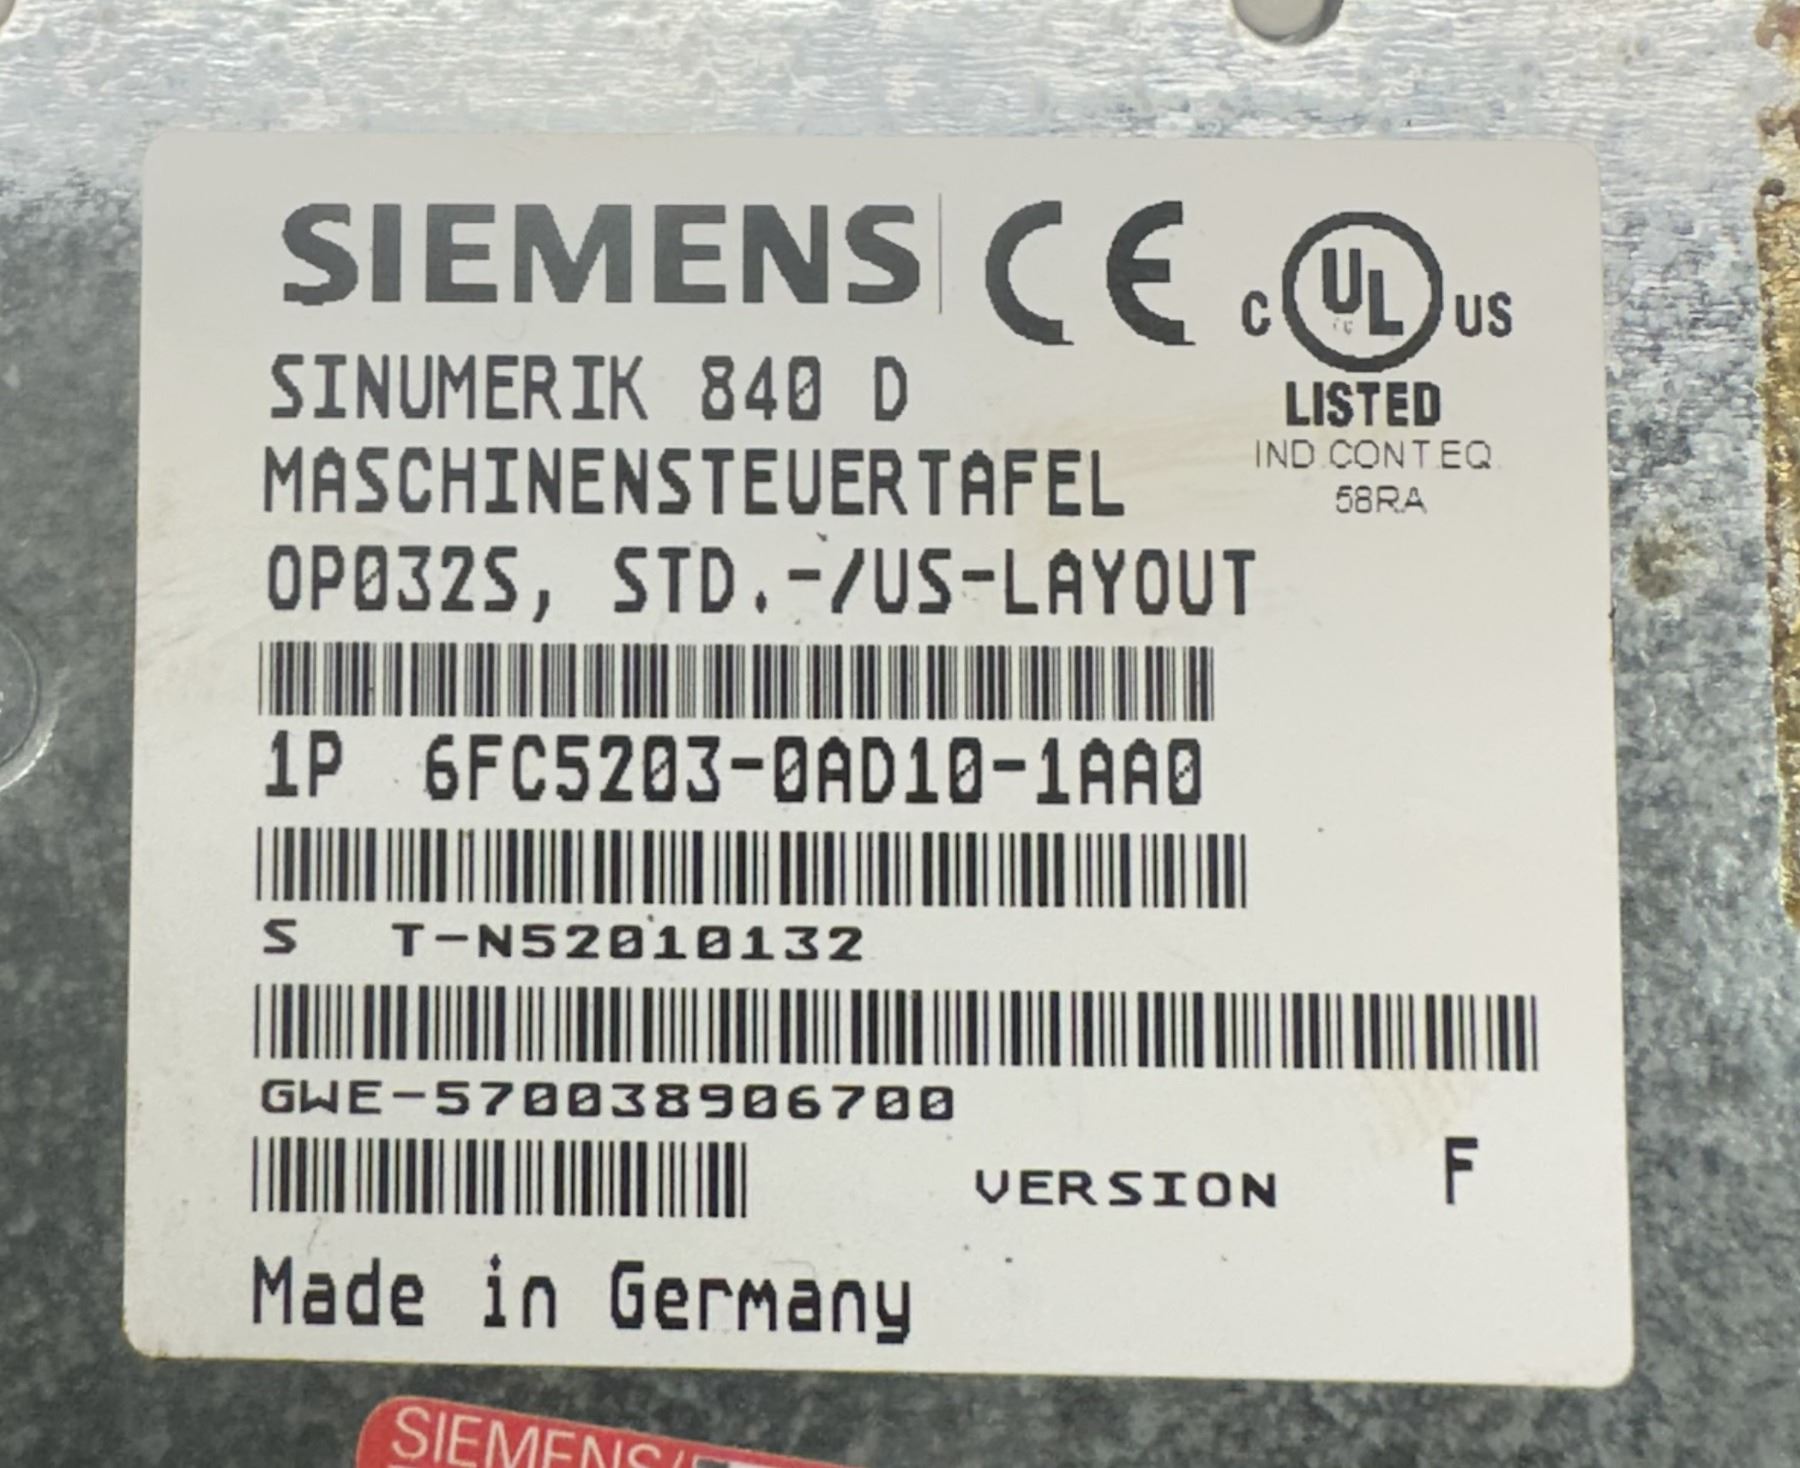 SIEMENS CE
C UL US
LISTED
IND.CONT.EQ.
58RA
SINUMERIK 840 D
MASCHINENSTEUERTAFEL
OP032S, STD.-/US-LAYOUT
1P 6FC5203-0AD10-1AA0
S T-N52010132
GWE-570038906700
VERSION F
Made in Germany
SIEMENS/